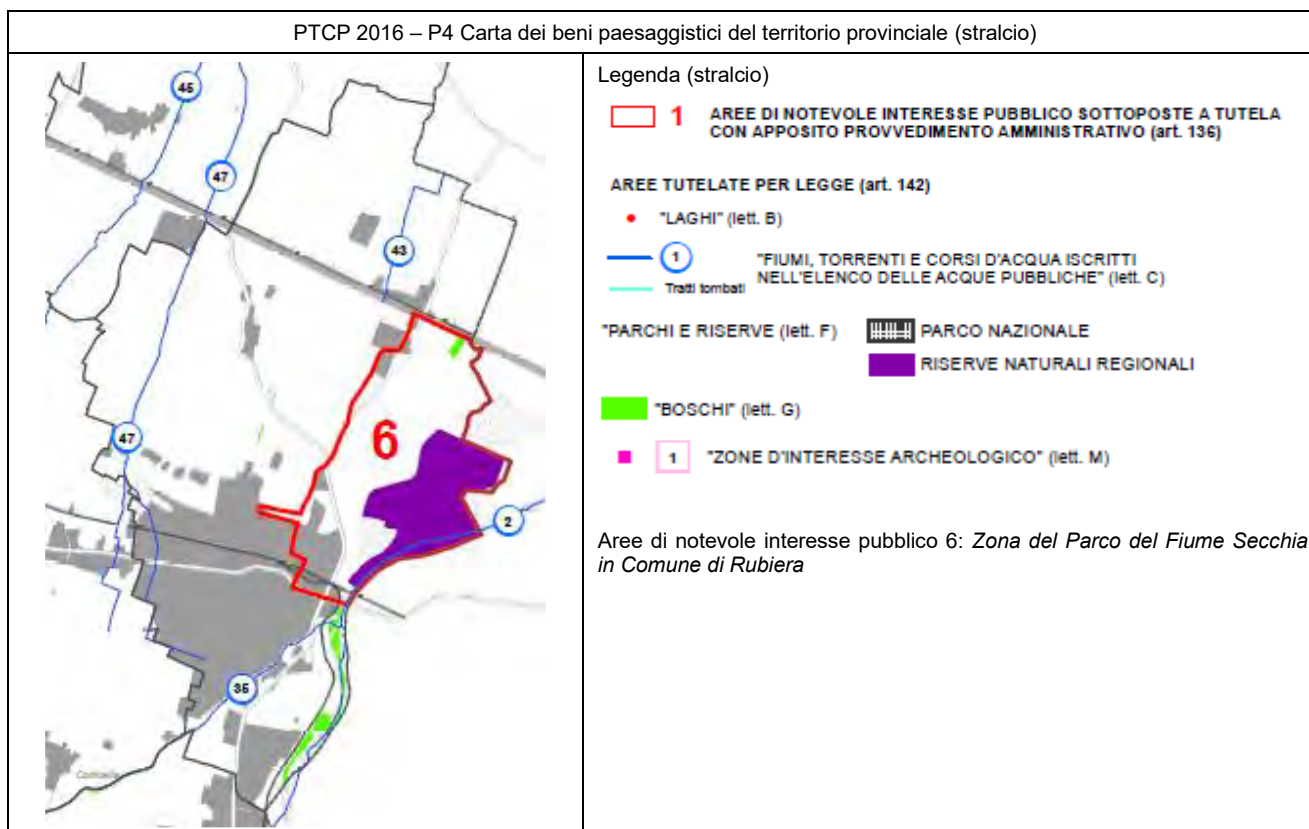 PTCP 2016 – P4 Carta dei beni paesaggistici del territorio provinciale (stralcio)
45
47
43
6
47
2
35
Legenda (stralcio)
1 AREE DI NOTEVOLE INTERESSE PUBBLICO SOTTOPOSTE A TUTELA
CON APPOSITO PROVVEDIMENTO AMMINISTRATIVO (art. 136)
AREE TUTELATE PER LEGGE (art. 142)
"LAGHI" (lett. B)
1 "FIUMI, TORRENTI E CORSI D'ACQUA ISCRITTI
NELL'ELENCO DELLE ACQUE PUBBLICHE" (lett. C)
Tratti tombati
"PARCHI E RISERVE (lett. F) PARCO NAZIONALE
RISERVE NATURALI REGIONALI
"BOSCHI" (lett. G)
1 "ZONE D'INTERESSE ARCHEOLOGICO" (lett. M)
Aree di notevole interesse pubblico 6: Zona del Parco del Fiume Secchia
in Comune di Rubiera